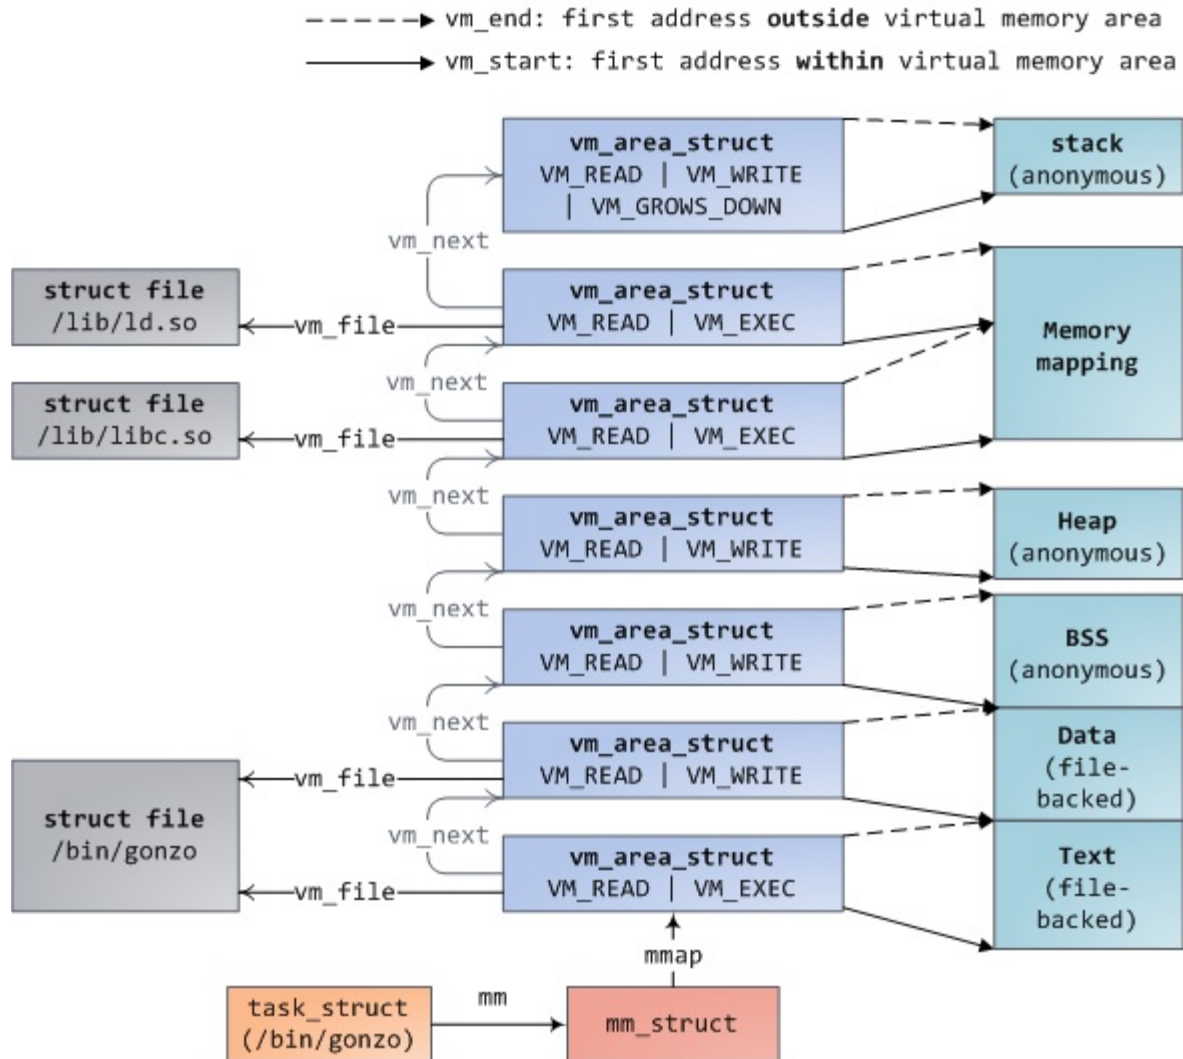 vm_end: first address outside virtual memory area
vm_start: first address within virtual memory area
vm_area_struct
VM_READ | VM_WRITE
| VM_GROWS_DOWN
stack
(anonymous)
vm_next
struct file
/lib/ld.so
vm_file
vm_area_struct
VM_READ | VM_EXEC
Memory
mapping
vm_next
struct file
/lib/libc.so
vm_file
vm_area_struct
VM_READ | VM_EXEC
vm_next
vm_area_struct
VM_READ | VM_WRITE
Heap
(anonymous)
vm_next
vm_area_struct
VM_READ | VM_WRITE
BSS
(anonymous)
vm_next
vm_area_struct
VM_READ | VM_WRITE
Data
(file-
backed)
vm_file
struct file
/bin/gonzo
vm_next
vm_area_struct
VM_READ | VM_EXEC
Text
(file-
backed)
vm_file
mmap
task_struct
(/bin/gonzo)
mm
mm_struct